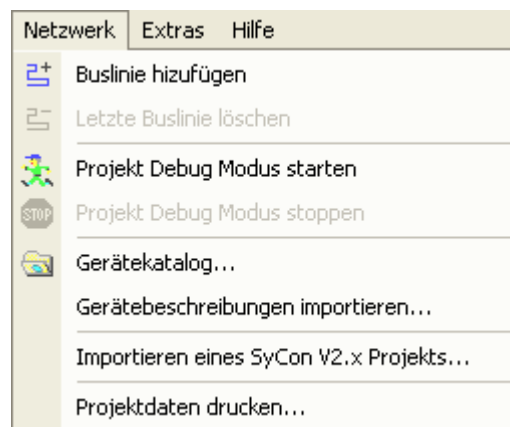 Netzwerk Extras Hilfe
Buslinie hizufügen
Letzte Buslinie löschen
Projekt Debug Modus starten
STOP Projekt Debug Modus stoppen
Gerätekatalog...
Gerätebeschreibungen importieren...
Importieren eines SyCon V2.x Projekts...
Projektdaten drucken...